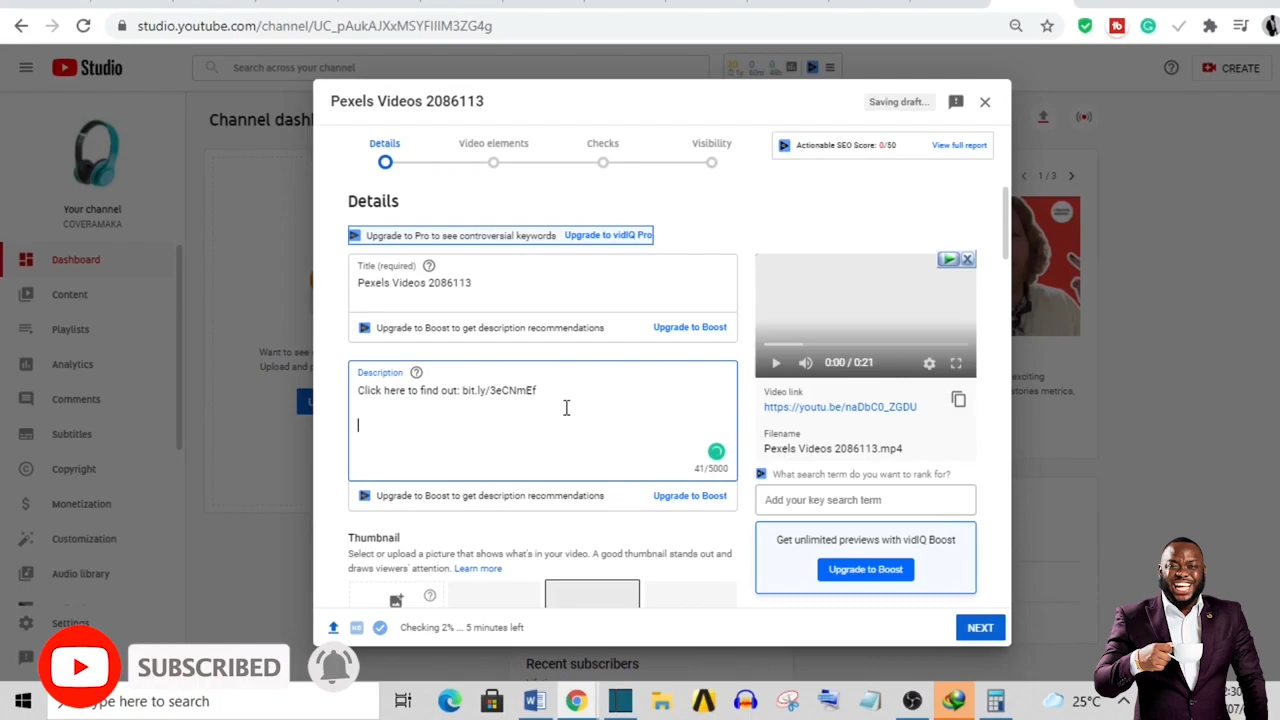 studio.youtube.com/channel/UC_pAukAJXxMSYFIIIM3ZG4g
Studio
Search across your channel
CREATE
Pexels Videos 2086113
Saving draft...
Details
Video elements
Checks
Visibility
Actionable SEO Score: 0/50
View full report
Channel dash
1 / 3
Your channel
COVERAMAKA
Details
Upgrade to Pro to see controversial keywords
Upgrade to vidIQ Pro
Title (required)
Pexels Videos 2086113
Upgrade to Boost to get description recommendations
Upgrade to Boost
Description
Click here to find out: bit.ly/3eCNmEf
41/5000
Upgrade to Boost to get description recommendations
Upgrade to Boost
Thumbnail
Select or upload a picture that shows what's in your video. A good thumbnail stands out and
draws viewers' attention. Learn more
0:00 / 0:21
Video link
https://youtu.be/naDbC0_ZGDU
Filename
Pexels Videos 2086113.mp4
What search term do you want to rank for?
Add your key search term
Get unlimited previews with vidIQ Boost
Upgrade to Boost
Dashboard
Content
Playlists
Analytics
Comments
Subtitles
Copyright
Monetization
Customization
Audio library
Settings
Want to see
Upload and
exciting
stories metrics,
Checking 2% ... 5 minutes left
NEXT
Recent subscribers
SUBSCRIBED
here to search
25°C